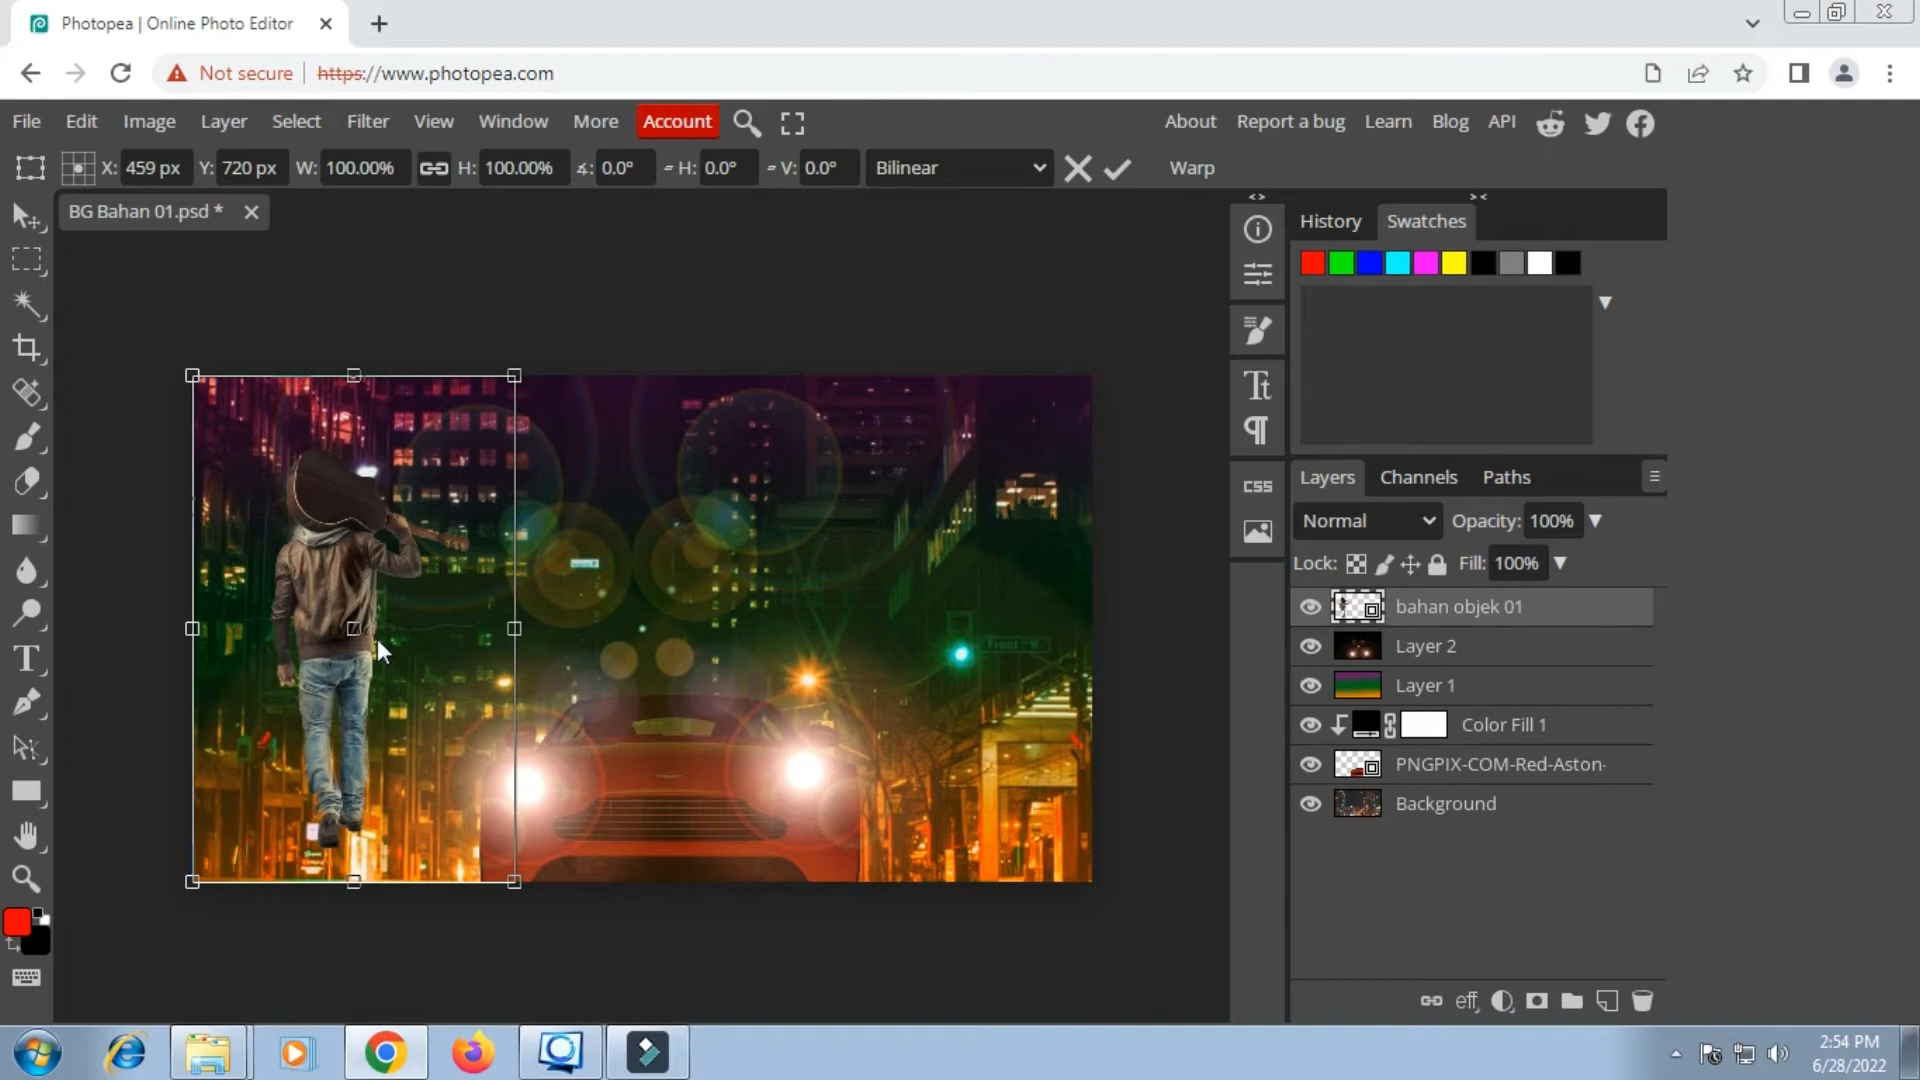 Photopea | Online Photo Editor
Not secure https://www.photopea.com
File Edit Image Layer Select Filter View Window More Account About Report a bug Learn Blog API
X: 459 px Y: 720 px W: 100.00% H: 100.00% ∡: 0.0° H: 0.0° V: 0.0° Bilinear Warp
BG Bahan 01.psd *
< > > <
History Swatches
Tt
Layers Channels Paths
CSS
Normal Opacity: 100%
Lock: Fill: 100%
bahan objek 01
Layer 2
Layer 1
Color Fill 1
PNGPIX-COM-Red-Aston-
Background
eff
2:54 PM
6/28/2022